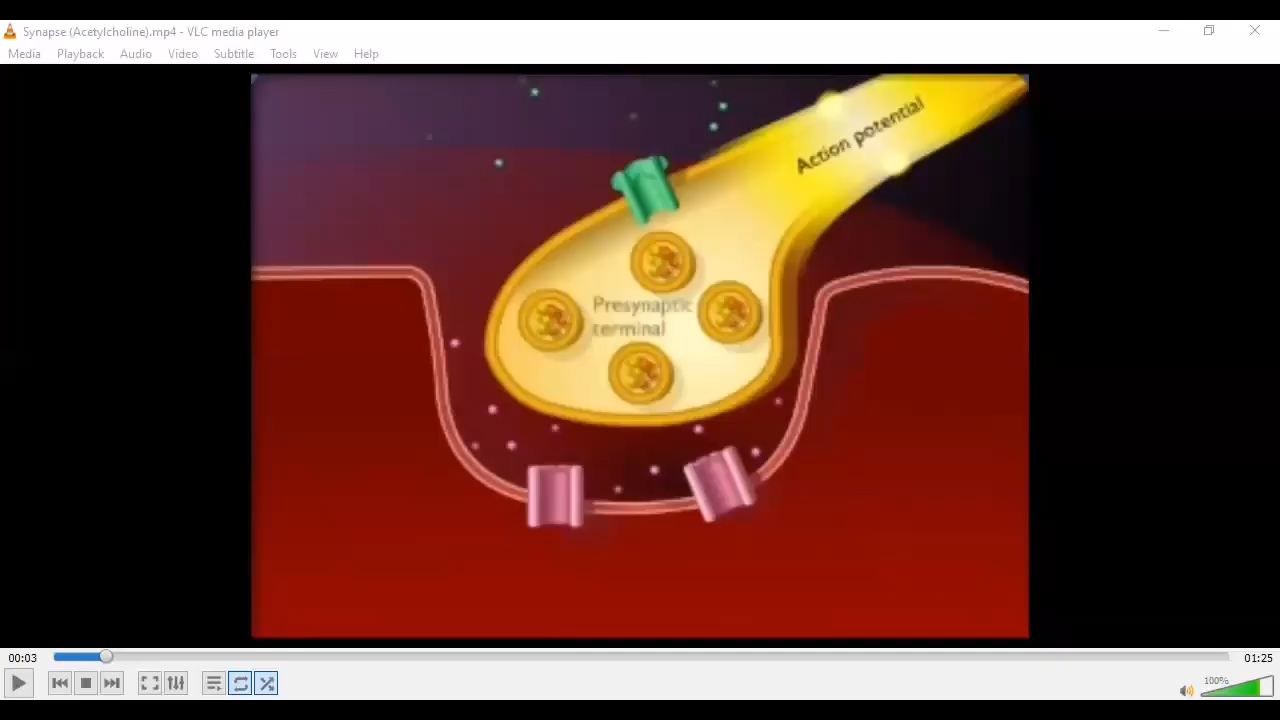 Synapse (Acetylcholine).mp4 - VLC media player
Media Playback Audio Video Subtitle Tools View Help
Action potential
Presynaptic
terminal
00:03
01:25
100%